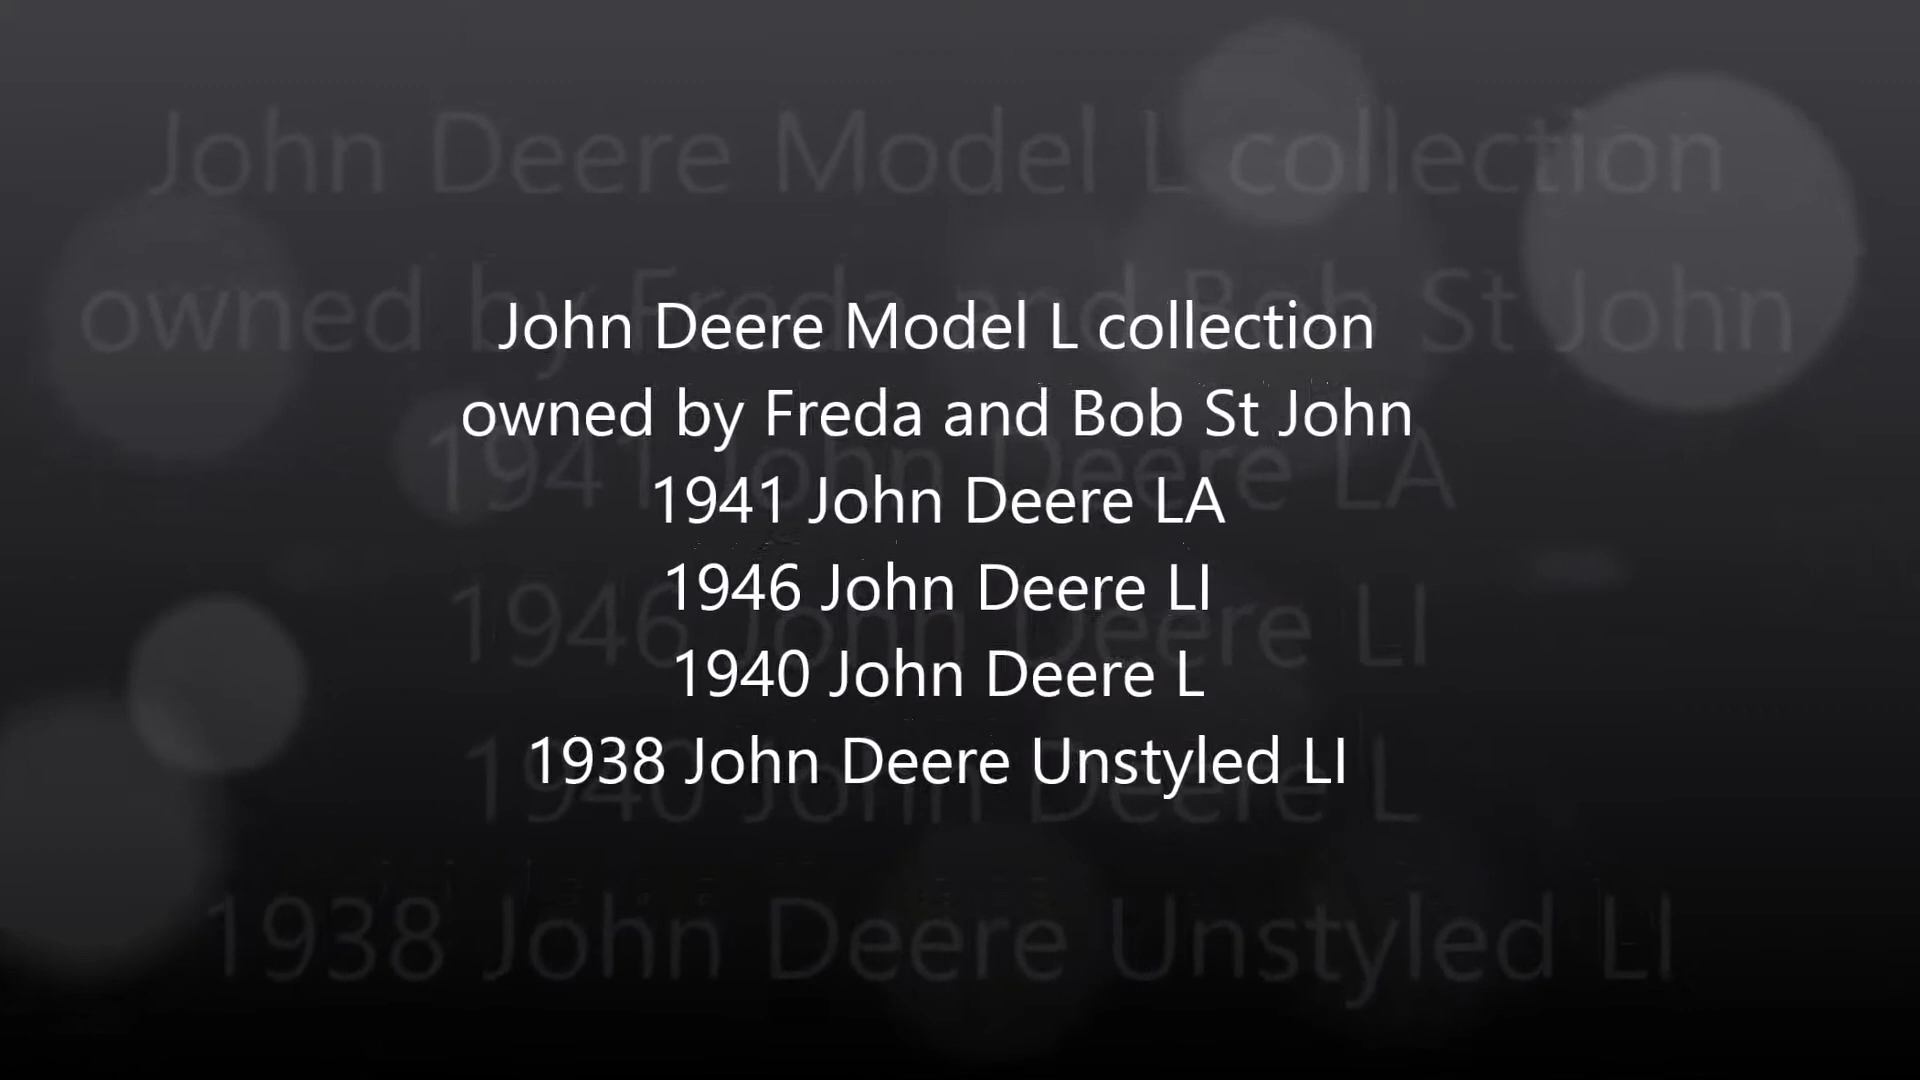 John Deere Model L collection
owned by Freda and Bob St John
1941 John Deere LA
1946 John Deere LI
1940 John Deere L
1938 John Deere Unstyled LI